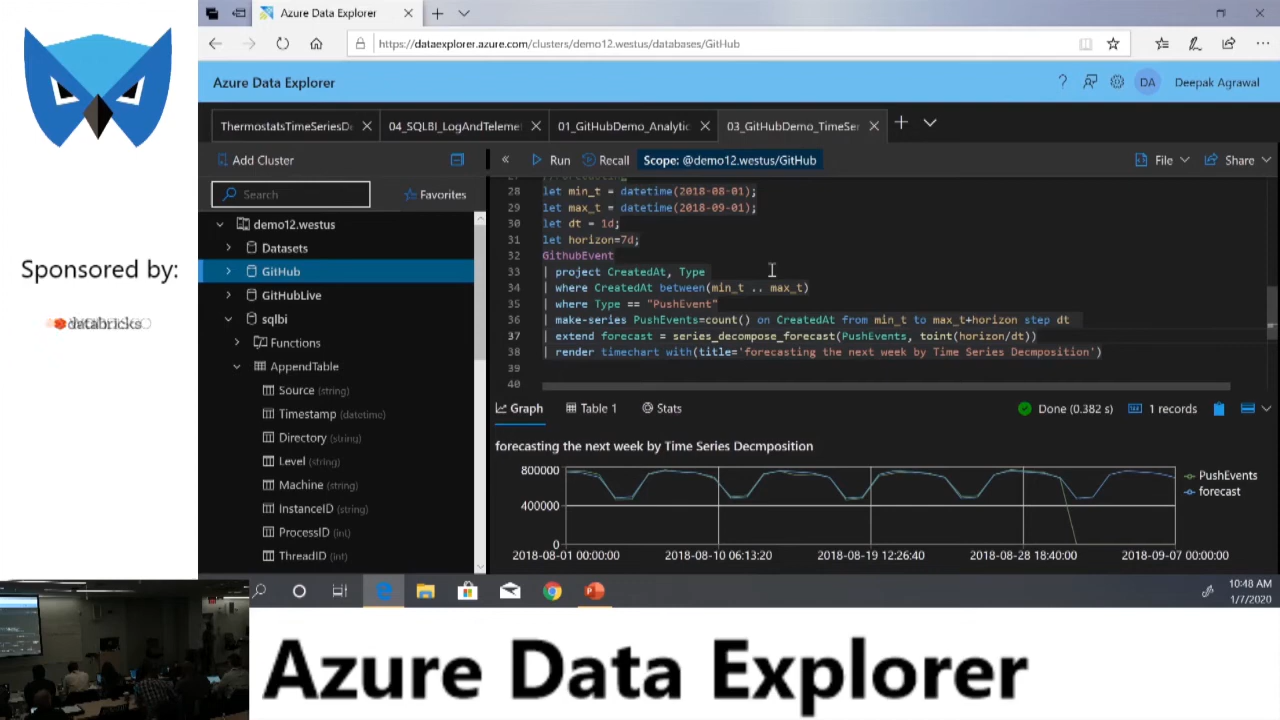 Azure Data Explorer
https://dataexplorer.azure.com/clusters/demo12.westus/databases/GitHub
Azure Data Explorer
? DA Deepak Agrawal
ThermostatsTimeSeriesD 04_SQLBI_LogAndTeleme 01_GitHubDemo_Analytic 03_GitHubDemo_TimeSer
Add Cluster
Run Recall Scope: @demo12.westus/GitHub File Share
Search
Favorites
demo12.westus
Datasets
GitHub
GitHubLive
sqlbi
Functions
AppendTable
Source (string)
Timestamp (datetime)
Directory (string)
Level (string)
Machine (string)
InstanceID (string)
ProcessID (int)
ThreadID (int)
28 let min_t = datetime(2018-08-01);
29 let max_t = datetime(2018-09-01);
30 let dt = 1d;
31 let horizon=7d;
32 GithubEvent
33 | project CreatedAt, Type
34 | where CreatedAt between(min_t .. max_t)
35 | where Type == "PushEvent"
36 | make-series PushEvents=count() on CreatedAt from min_t to max_t+horizon step dt
37 | extend forecast = series_decompose_forecast(PushEvents, toint(horizon/dt))
38 | render timechart with(title='forecasting the next week by Time Series Decmposition')
39
40
Graph Table 1 Stats Done (0.382 s) 1 records
forecasting the next week by Time Series Decmposition
800000
400000
0
2018-08-01 00:00:00 2018-08-10 06:13:20 2018-08-19 12:26:40 2018-08-28 18:40:00 2018-09-07 00:00:00
PushEvents
forecast
10:48 AM
1/7/2020
Sponsored by:
databricks
Azure Data Explorer